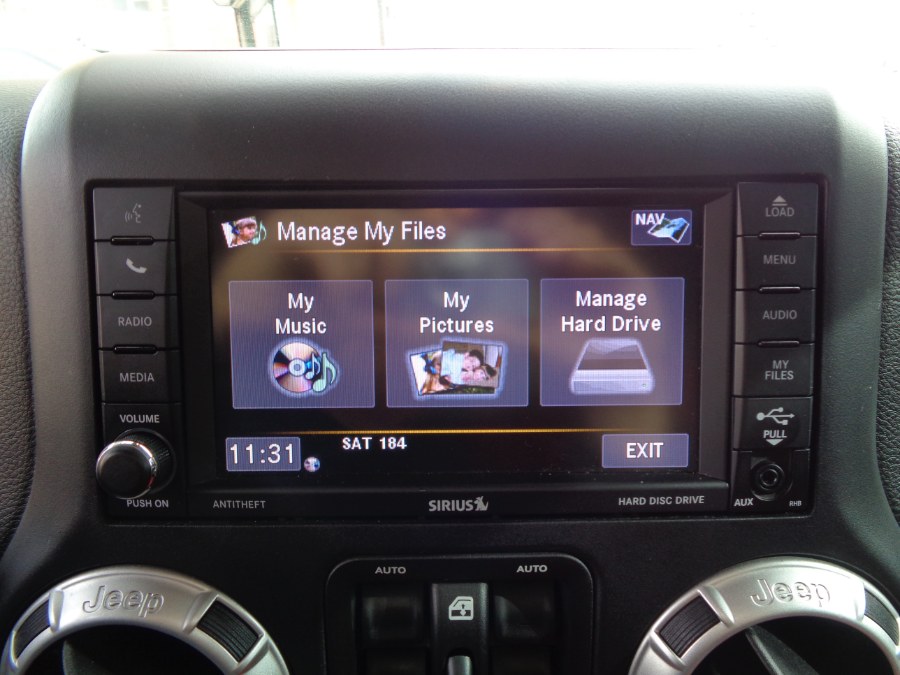 Manage My Files
NAV
My
Music
My
Pictures
Manage
Hard Drive
11:31
SAT 184
EXIT
RADIO
MEDIA
VOLUME
PUSH ON
LOAD
MENU
AUDIO
MY
FILES
PULL
AUX
RHB
ANTITHEFT
SIRIUS
HARD DISC DRIVE
AUTO
AUTO
Jeep
Jeep